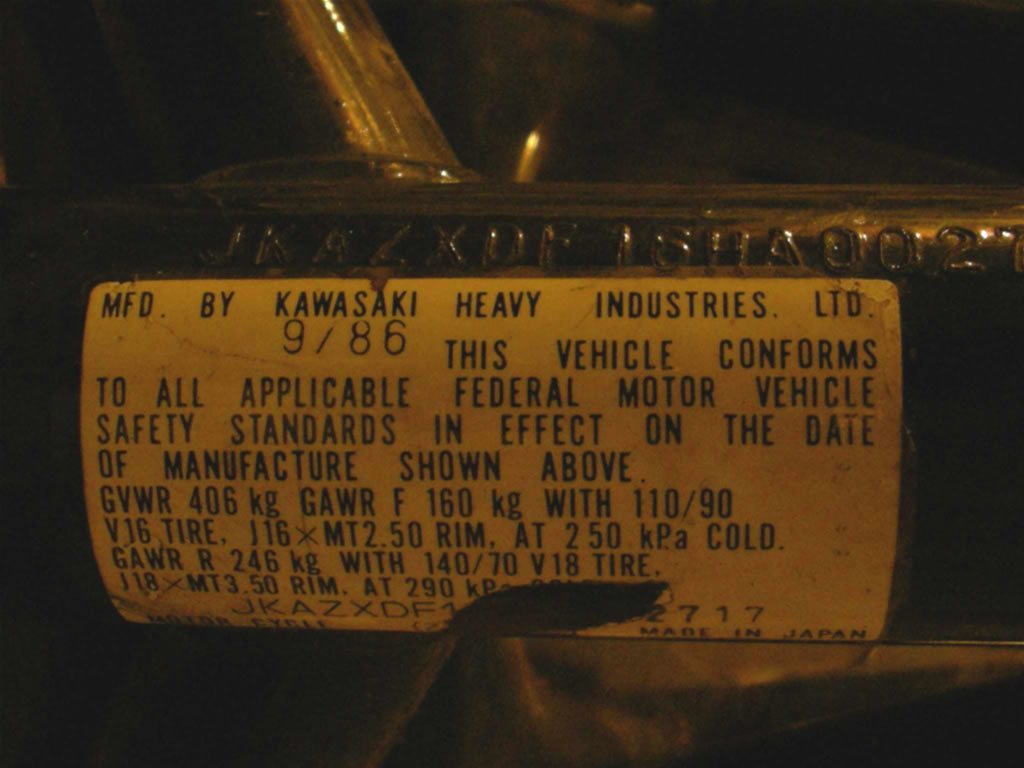 JKAZXDF16HA0027
MFD. BY KAWASAKI HEAVY INDUSTRIES. LTD.
9/86
THIS VEHICLE CONFORMS
TO ALL APPLICABLE FEDERAL MOTOR VEHICLE
SAFETY STANDARDS IN EFFECT ON THE DATE
OF MANUFACTURE SHOWN ABOVE.
GVWR 406 kg GAWR F 160 kg WITH 110/90
V16 TIRE, J16×MT2.50 RIM, AT 250 kPa COLD.
GAWR R 246 kg WITH 140/70 V18 TIRE,
J18×MT3.50 RIM, AT 290 kPa
JKAZXDF1 2717
MOTOR CYCLE MADE IN JAPAN